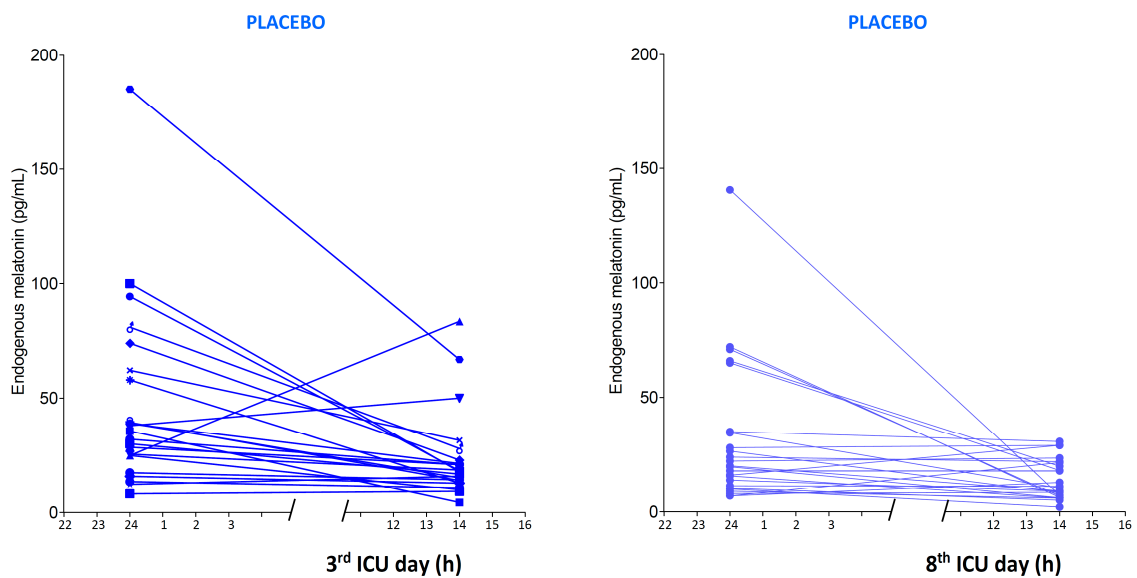 PLACEBO
200
150
100
50
0
Endogenous melatonin (pg/mL)
22 23 24 1 2 3 12 13 14 15 16
3rd ICU day (h)
PLACEBO
200
150
100
50
0
Endogenous melatonin (pg/mL)
22 23 24 1 2 3 12 13 14 15 16
8th ICU day (h)